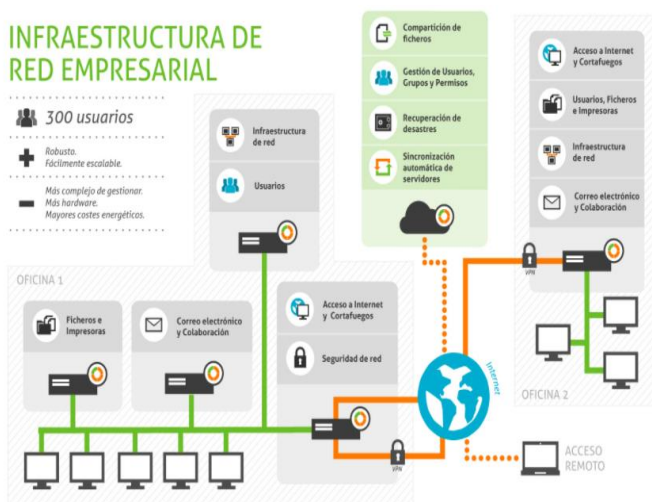 INFRAESTRUCTURA DE
RED EMPRESARIAL
300 usuarios
Robusto.
Fácilmente escalable.
Más complejo de gestionar.
Más hardware.
Mayores costes energéticos.
Infraestructura
de red
Usuarios
Compartición de
ficheros
Gestión de Usuarios,
Grupos y Permisos
Recuperación de
desastres
Sincronización
automática de
servidores
Acceso a Internet
y Cortafuegos
Usuarios, Ficheros
e Impresoras
Infraestructura
de red
Correo electrónico
y Colaboración
VPN
OFICINA 1
Ficheros e
Impresoras
Correo electrónico
y Colaboración
Acceso a Internet
y Cortafuegos
Seguridad de red
VPN
Internet
OFICINA 2
ACCESO
REMOTO